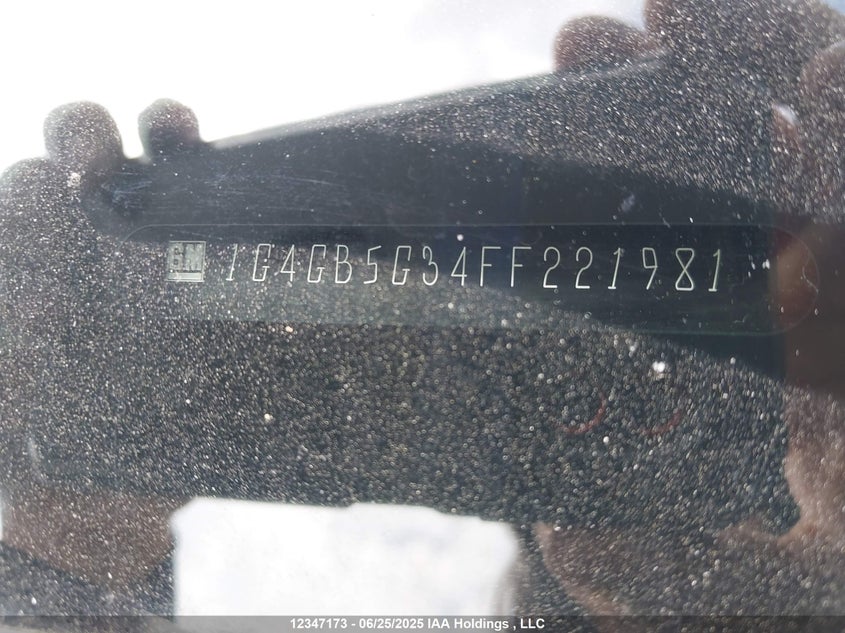 GM 1G4GB5G34FF221981
12347173 - 06/25/2025 IAA Holdings , LLC